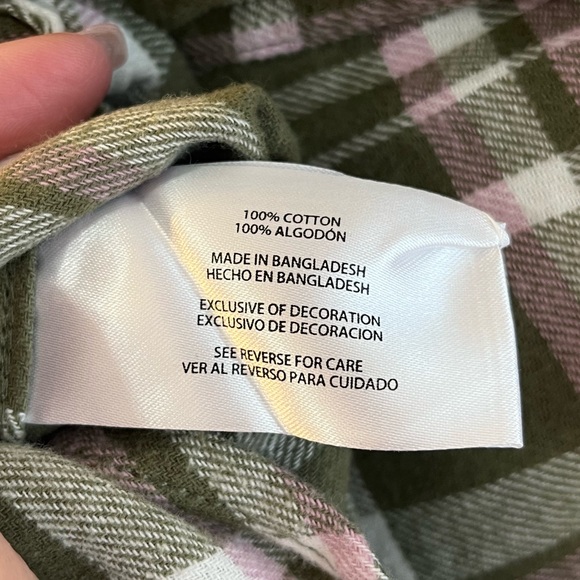 100% COTTON
100% ALGODÓN
MADE IN BANGLADESH
HECHO EN BANGLADESH
EXCLUSIVE OF DECORATION
EXCLUSIVO DE DECORACION
SEE REVERSE FOR CARE
VER AL REVERSO PARA CUIDADO